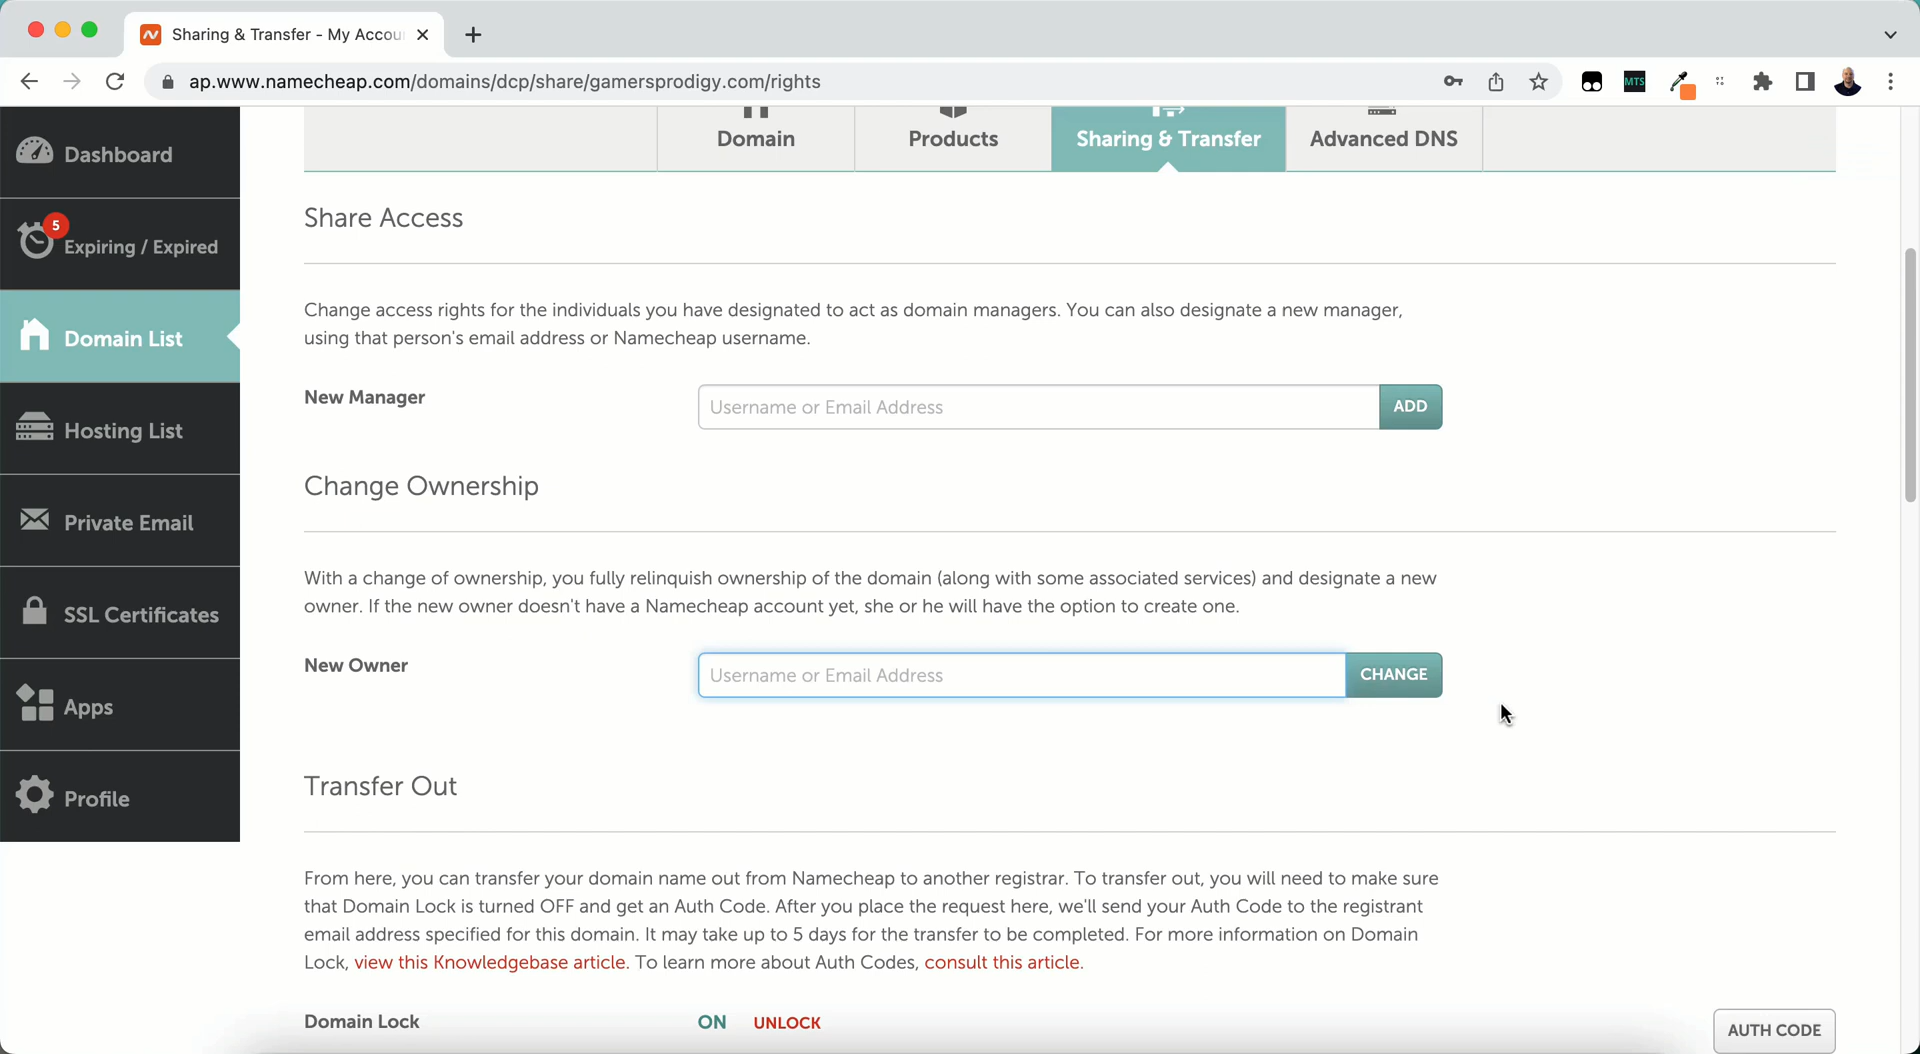 Sharing & Transfer - My Accou
ap.www.namecheap.com/domains/dcp/share/gamersprodigy.com/rights
MTS
Domain
Products
Sharing & Transfer
Advanced DNS
Dashboard
5
Expiring / Expired
Domain List
Hosting List
Private Email
SSL Certificates
Apps
Profile
Share Access
Change access rights for the individuals you have designated to act as domain managers. You can also designate a new manager,
using that person's email address or Namecheap username.
New Manager
Username or Email Address
ADD
Change Ownership
With a change of ownership, you fully relinquish ownership of the domain (along with some associated services) and designate a new
owner. If the new owner doesn't have a Namecheap account yet, she or he will have the option to create one.
New Owner
Username or Email Address
CHANGE
Transfer Out
From here, you can transfer your domain name out from Namecheap to another registrar. To transfer out, you will need to make sure
that Domain Lock is turned OFF and get an Auth Code. After you place the request here, we'll send your Auth Code to the registrant
email address specified for this domain. It may take up to 5 days for the transfer to be completed. For more information on Domain
Lock, view this Knowledgebase article. To learn more about Auth Codes, consult this article.
Domain Lock
ON
UNLOCK
AUTH CODE